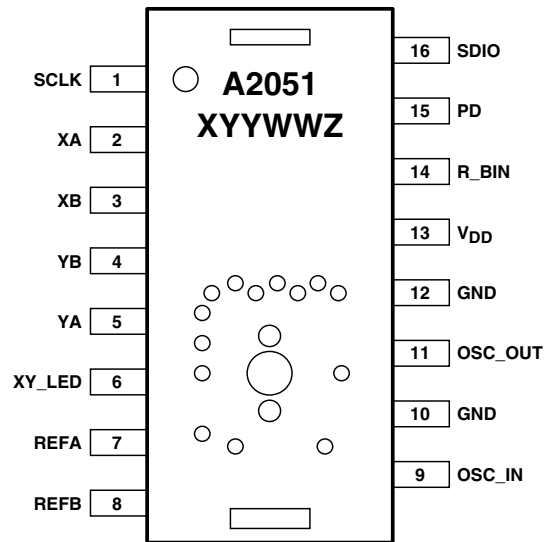 A2051
XYYWWZ
SCLK 1
XA 2
XB 3
YB 4
YA 5
XY_LED 6
REFA 7
REFB 8
16 SDIO
15 PD
14 R_BIN
13 VDD
12 GND
11 OSC_OUT
10 GND
9 OSC_IN